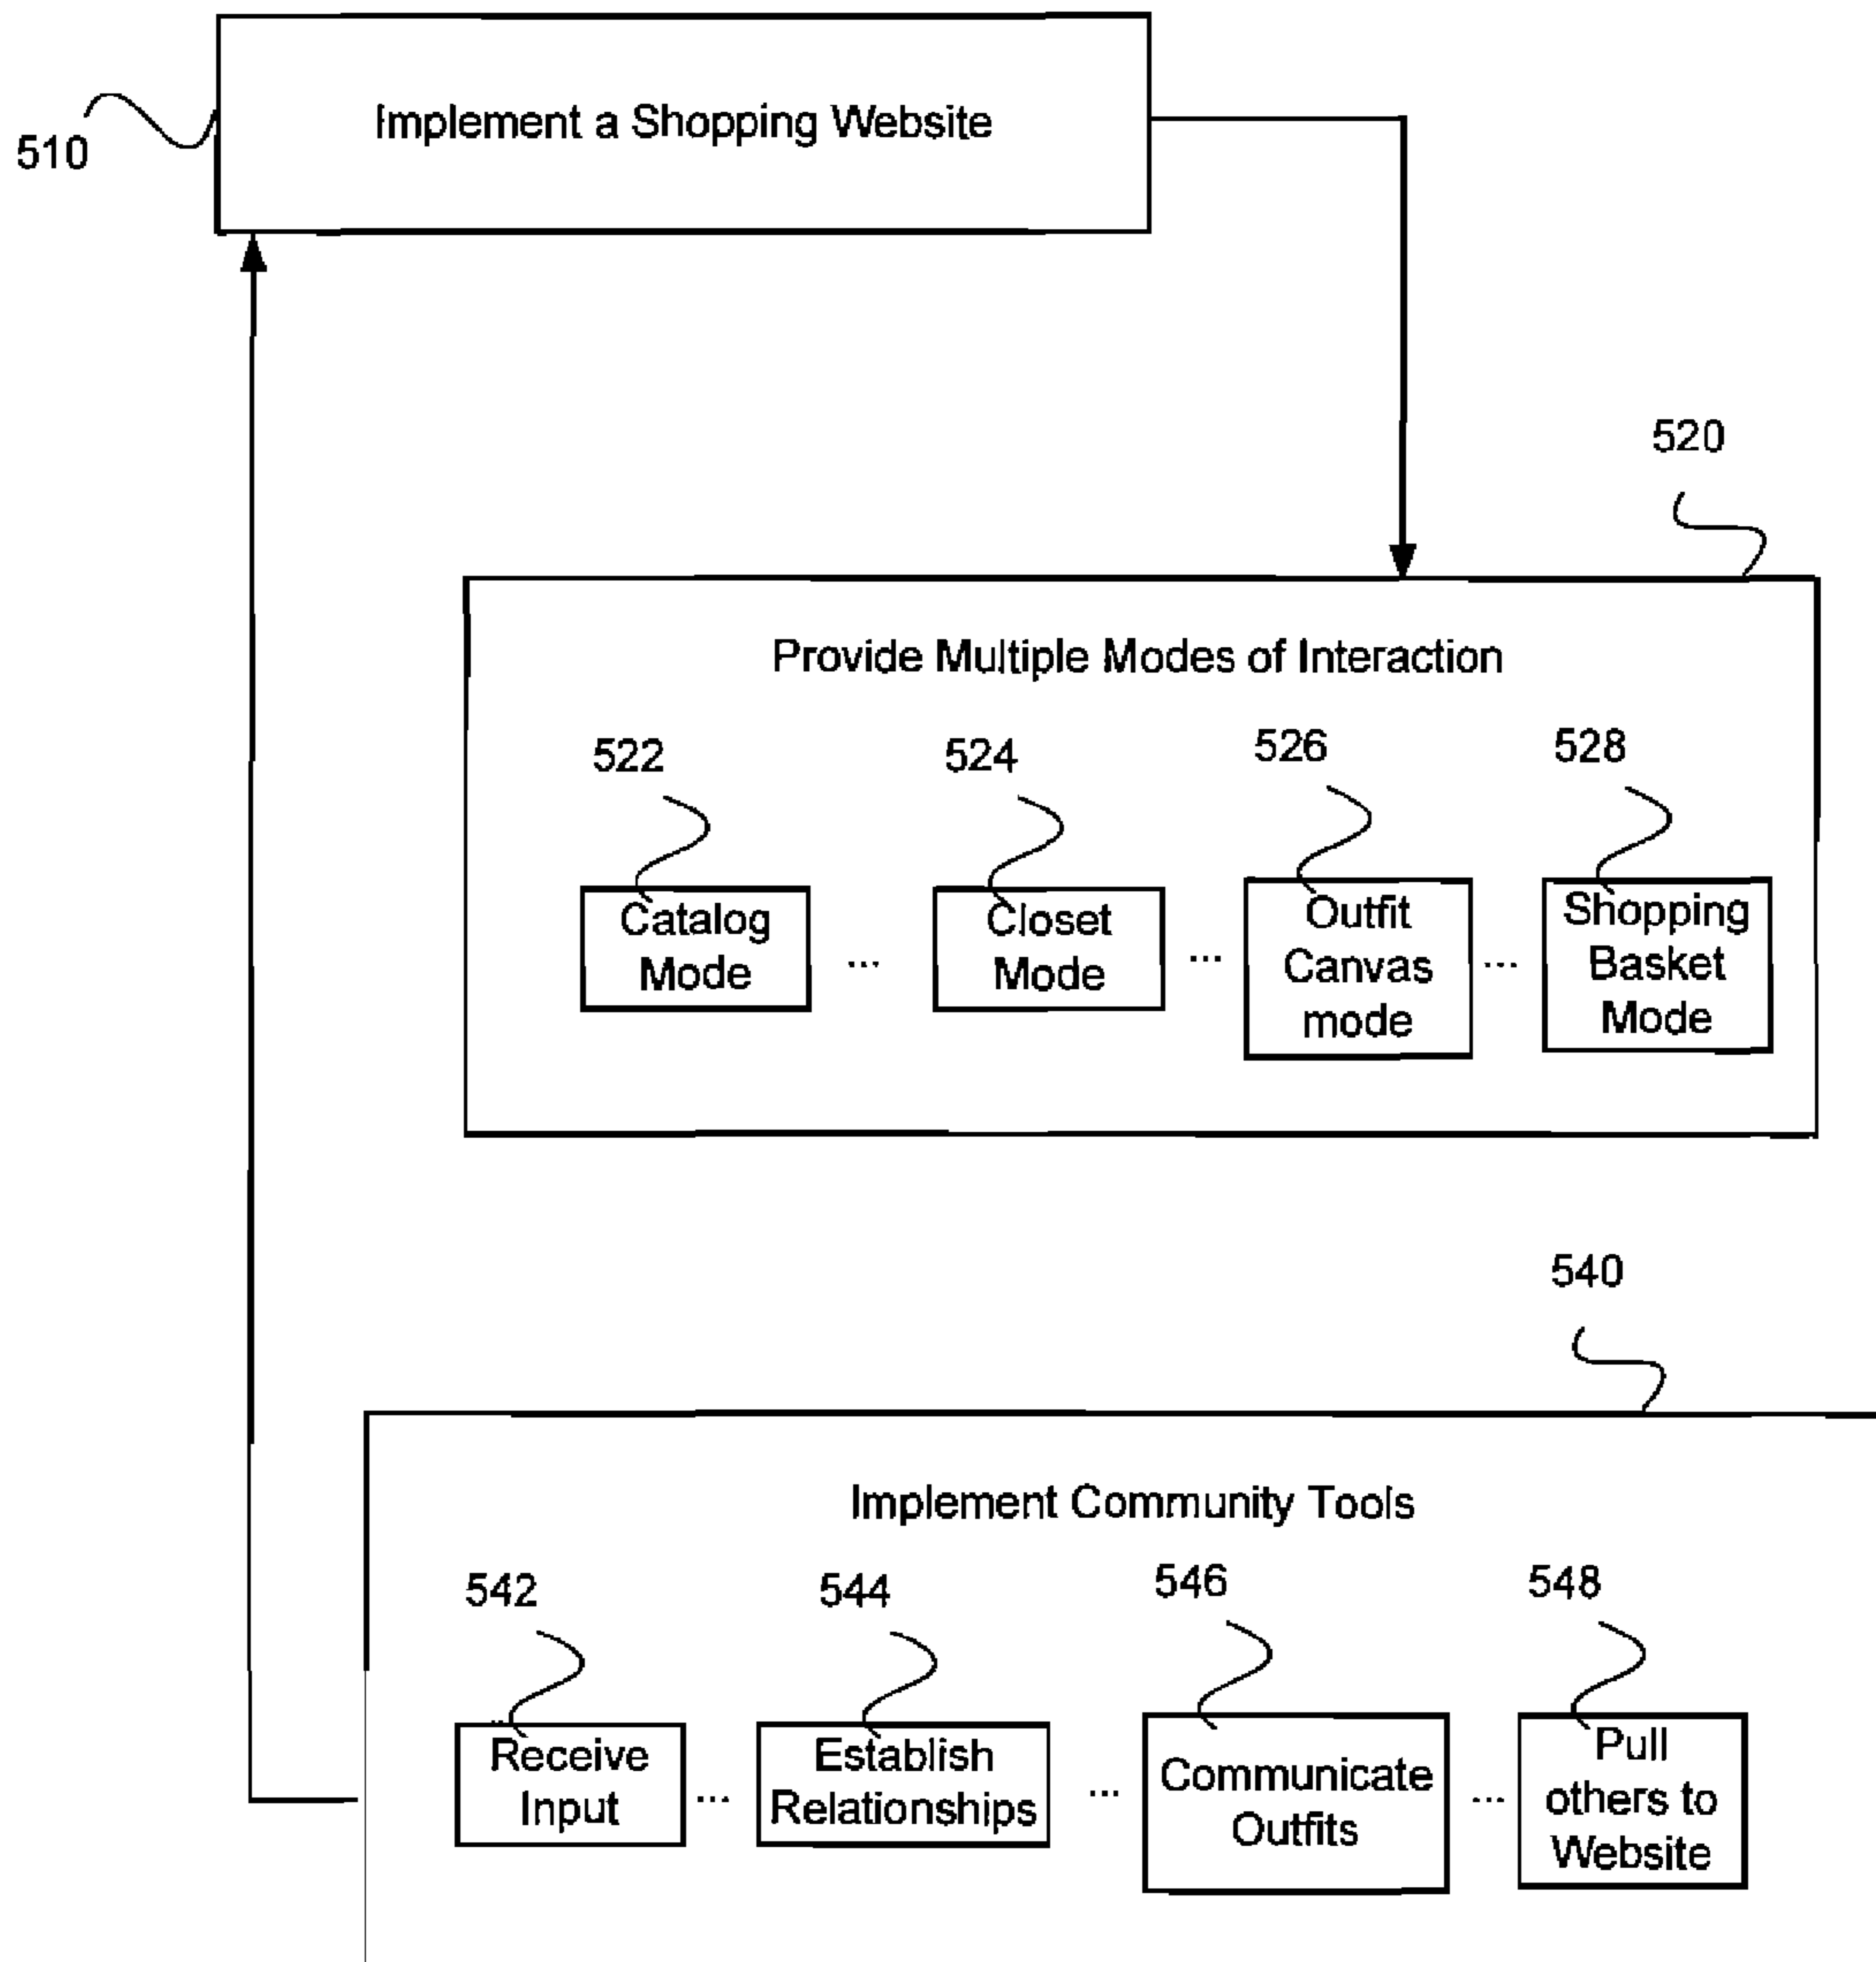 Implement a Shopping Website
510
520
Provide Multiple Modes of Interaction
522
524
526
528
Catalog
Mode
...
Closet
Mode
...
Outfit
Canvas
mode
...
Shopping
Basket
Mode
540
Implement Community Tools
542
544
546
548
Receive
Input
...
Establish
Relationships
...
Communicate
Outfits
...
Pull
others to
Website